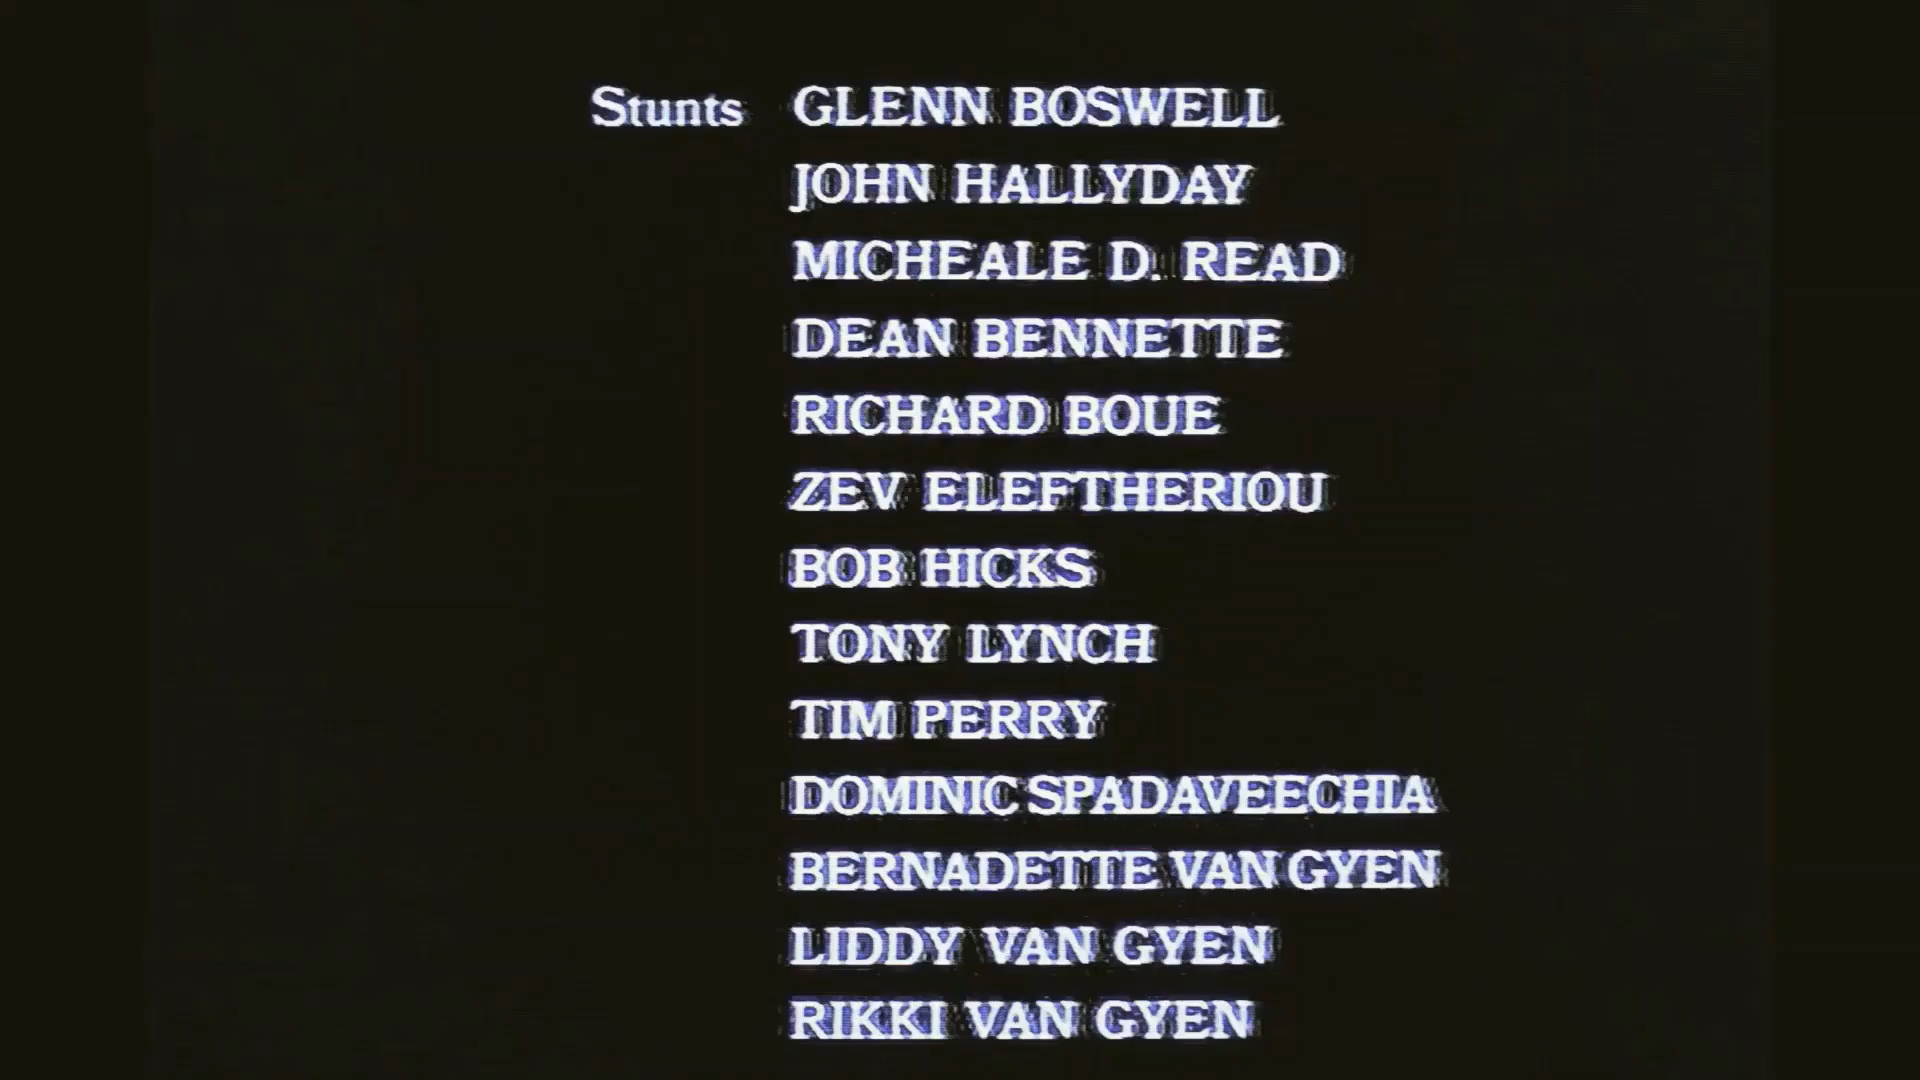 Stunts GLENN BOSWELL
JOHN HALLYDAY
MICHEALE D. READ
DEAN BENNETTE
RICHARD BOUE
ZEV ELEFTHERIOU
BOB HICKS
TONY LYNCH
TIM PERRY
DOMINIC SPADAVEECHIA
BERNADETTE VAN GYEN
LIDDY VAN GYEN
RIKKI VAN GYEN